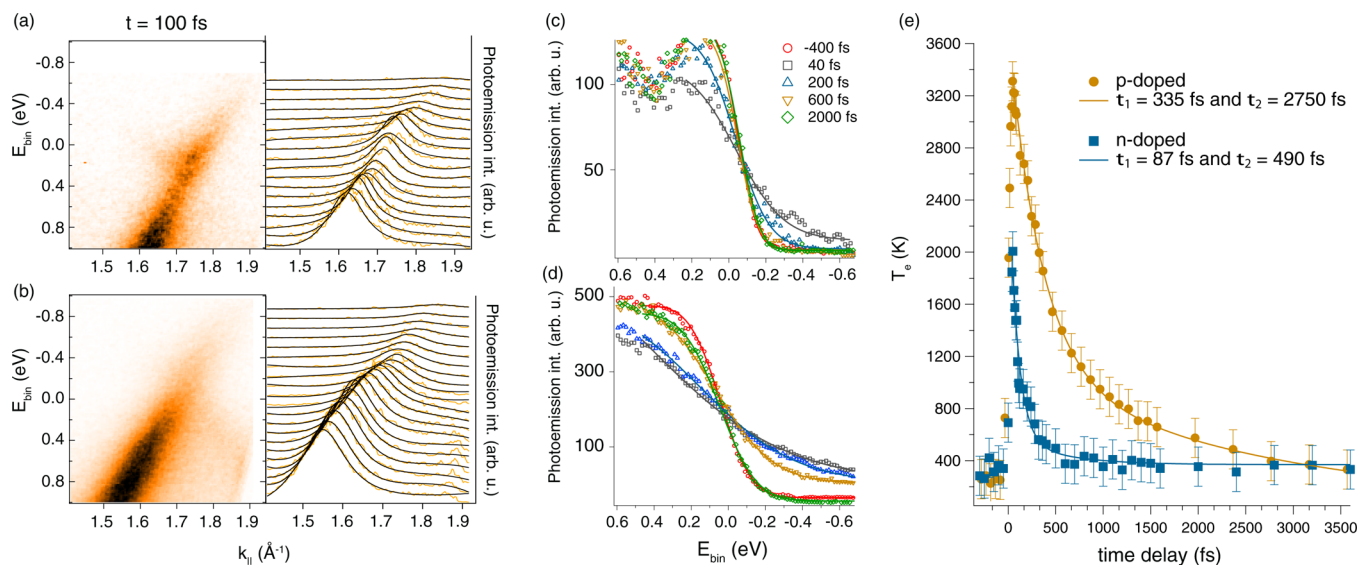 (a)
t = 100 fs
-0.8
-0.4
0.0
0.4
0.8
E_bin (eV)
1.5 1.6 1.7 1.8 1.9
1.5 1.6 1.7 1.8 1.9
Photoemission int. (arb. u.)
(b)
-0.8
-0.4
0.0
0.4
0.8
E_bin (eV)
1.5 1.6 1.7 1.8 1.9
1.5 1.6 1.7 1.8 1.9
Photoemission int. (arb. u.)
k_|| (Å⁻¹)
(c)
Photoemission int. (arb. u.)
100
50
-400 fs
40 fs
200 fs
600 fs
2000 fs
0.6 0.4 0.2 0.0 -0.2 -0.4 -0.6
(d)
Photoemission int. (arb. u.)
500
300
100
0.6 0.4 0.2 0.0 -0.2 -0.4 -0.6
E_bin (eV)
(e)
3600
3200
2800
2400
2000
1600
1200
800
400
T_e (K)
p-doped
t₁ = 335 fs and t₂ = 2750 fs
n-doped
t₁ = 87 fs and t₂ = 490 fs
0 500 1000 1500 2000 2500 3000 3500
time delay (fs)